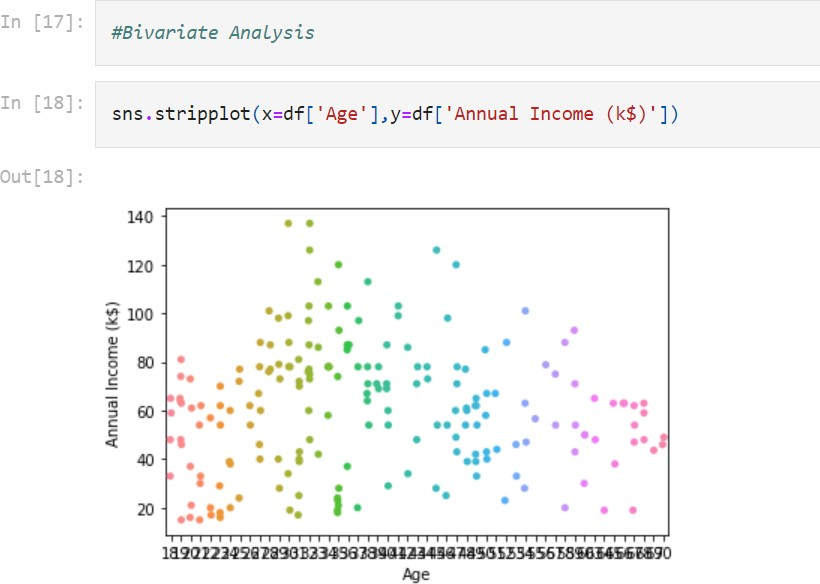 In [17]:
#Bivariate Analysis
In [18]:
sns.stripplot(x=df['Age'],y=df['Annual Income (k$)'])
Out[18]:
140
120
100
80
60
40
20
Annual Income (k$)
Age